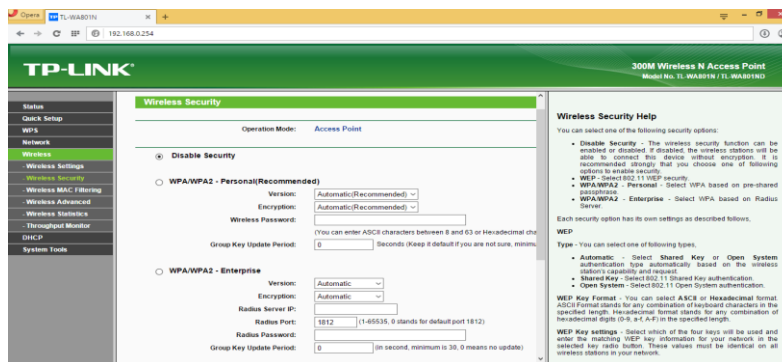 Opera
TL-WA801N
192.168.0.254
TP-LINK
300M Wireless N Access Point
Model No. TL-WA801N / TL-WA801ND
Status
Quick Setup
WPS
Network
Wireless
- Wireless Settings
- Wireless Security
- Wireless MAC Filtering
- Wireless Advanced
- Wireless Statistics
- Throughput Monitor
DHCP
System Tools
Wireless Security
Operation Mode: Access Point
Disable Security
WPA/WPA2 - Personal(Recommended)
Version: Automatic(Recommended)
Encryption: Automatic(Recommended)
Wireless Password:
(You can enter ASCII characters between 8 and 63 or Hexadecimal cha
Group Key Update Period: 0 Seconds (Keep it default if you are not sure, minimu
WPA/WPA2 - Enterprise
Version: Automatic
Encryption: Automatic
Radius Server IP:
Radius Port: 1812 (1-65535, 0 stands for default port 1812)
Radius Password:
Group Key Update Period: 0 (in second, minimum is 30, 0 means no update)
Wireless Security Help
You can select one of the following security options:
• Disable Security - The wireless security function can be
enabled or disabled. If disabled, the wireless stations will be
able to connect this device without encryption. It is
recommended strongly that you choose one of following
options to enable security.
• WEP - Select 802.11 WEP security.
• WPA/WPA2 - Personal - Select WPA based on pre-shared
passphrase.
• WPA/WPA2 - Enterprise - Select WPA based on Radius
Server.
Each security option has its own settings as described follows,
WEP
Type - You can select one of following types,
• Automatic - Select Shared Key or Open System
authentication type automatically based on the wireless
station's capability and request.
• Shared Key - Select 802.11 Shared Key authentication.
• Open System - Select 802.11 Open System authentication.
WEP Key Format - You can select ASCII or Hexadecimal format.
ASCII Format stands for any combination of keyboard characters in the
specified length. Hexadecimal format stands for any combination of
hexadecimal digits (0-9, a-f, A-F) in the specified length.
WEP Key settings - Select which of the four keys will be used and
enter the matching WEP key information for your network in the
selected key radio button. These values must be identical on all
wireless stations in your network.